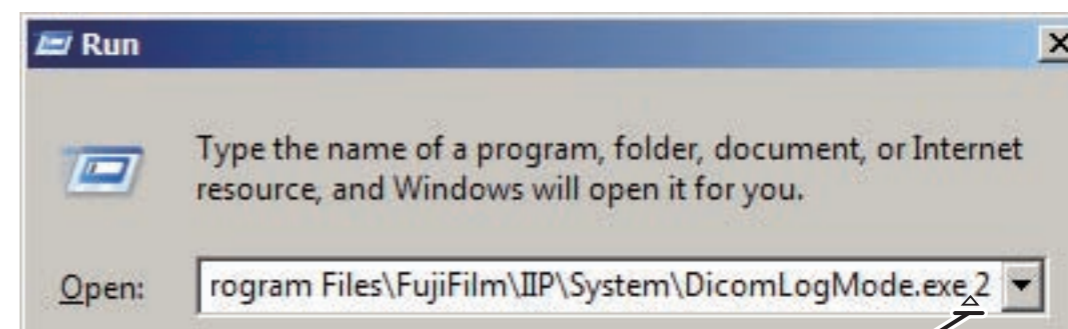 Run
Type the name of a program, folder, document, or Internet
resource, and Windows will open it for you.
Open: rogram Files\FujiFilm\IIP\System\DicomLogMode.exe 2